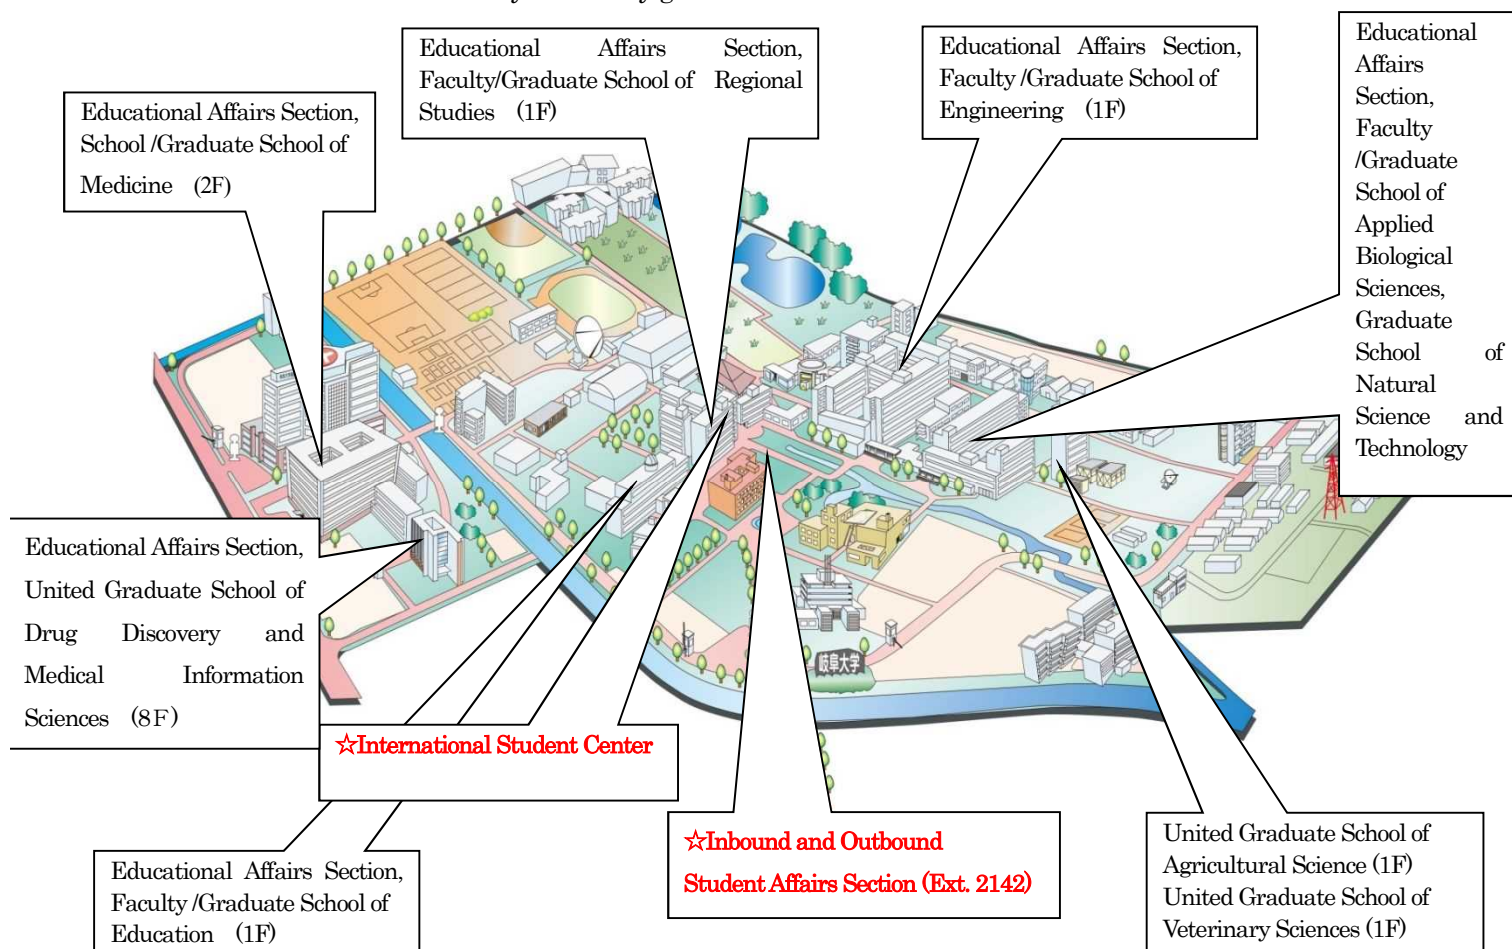 Educational Affairs Section,
Faculty/Graduate School of Regional
Studies (1F)
Educational Affairs Section,
Faculty /Graduate School of
Engineering (1F)
Educational
Affairs
Section,
Faculty
/Graduate
School of
Applied
Biological
Sciences,
Graduate
School of
Natural
Science and
Technology
Educational Affairs Section,
School /Graduate School of
Medicine (2F)
Educational Affairs Section,
United Graduate School of
Drug Discovery and
Medical Information
Sciences (8F)
岐阜大学
☆International Student Center
☆Inbound and Outbound
Student Affairs Section (Ext. 2142)
United Graduate School of
Agricultural Science (1F)
United Graduate School of
Veterinary Sciences (1F)
Educational Affairs Section,
Faculty /Graduate School of
Education (1F)